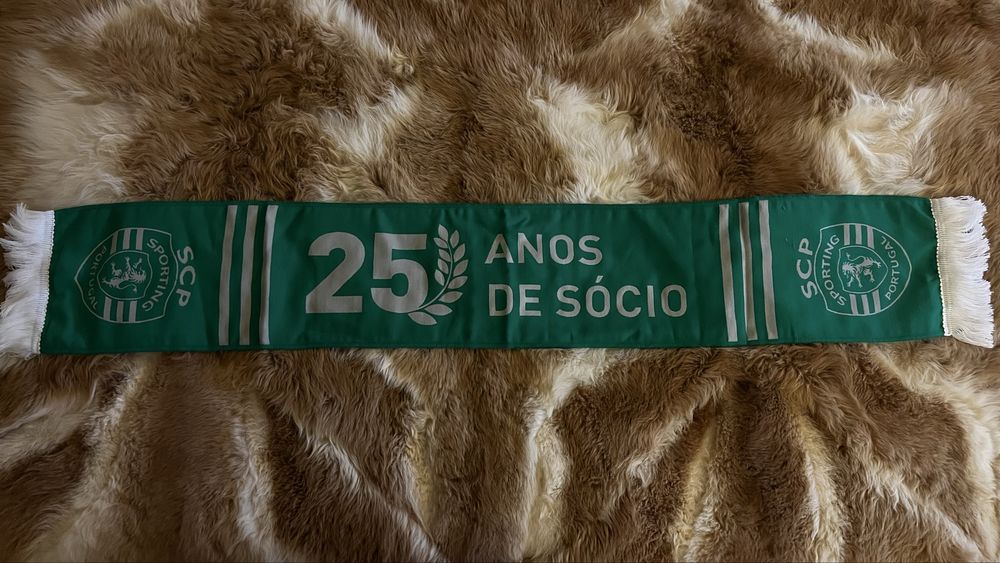 SCP
SPORTING
PORTUGAL
25 ANOS
DE SÓCIO
SCP
SPORTING
PORTUGAL